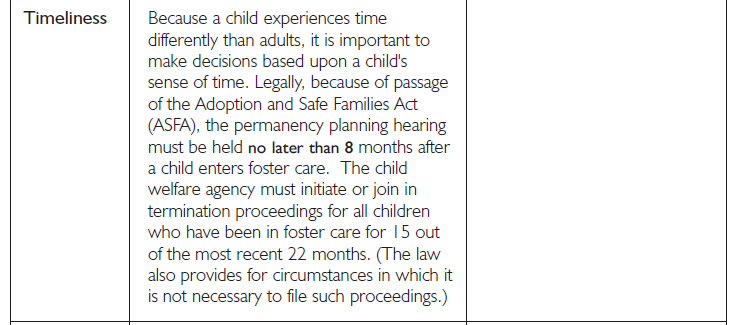 Timeliness
Because a child experiences time
differently than adults, it is important to
make decisions based upon a child's
sense of time. Legally, because of passage
of the Adoption and Safe Families Act
(ASFA), the permanency planning hearing
must be held no later than 8 months after
a child enters foster care.  The child
welfare agency must initiate or join in
termination proceedings for all children
who have been in foster care for 15 out
of the most recent 22 months. (The law
also provides for circumstances in which it
is not necessary to file such proceedings.)